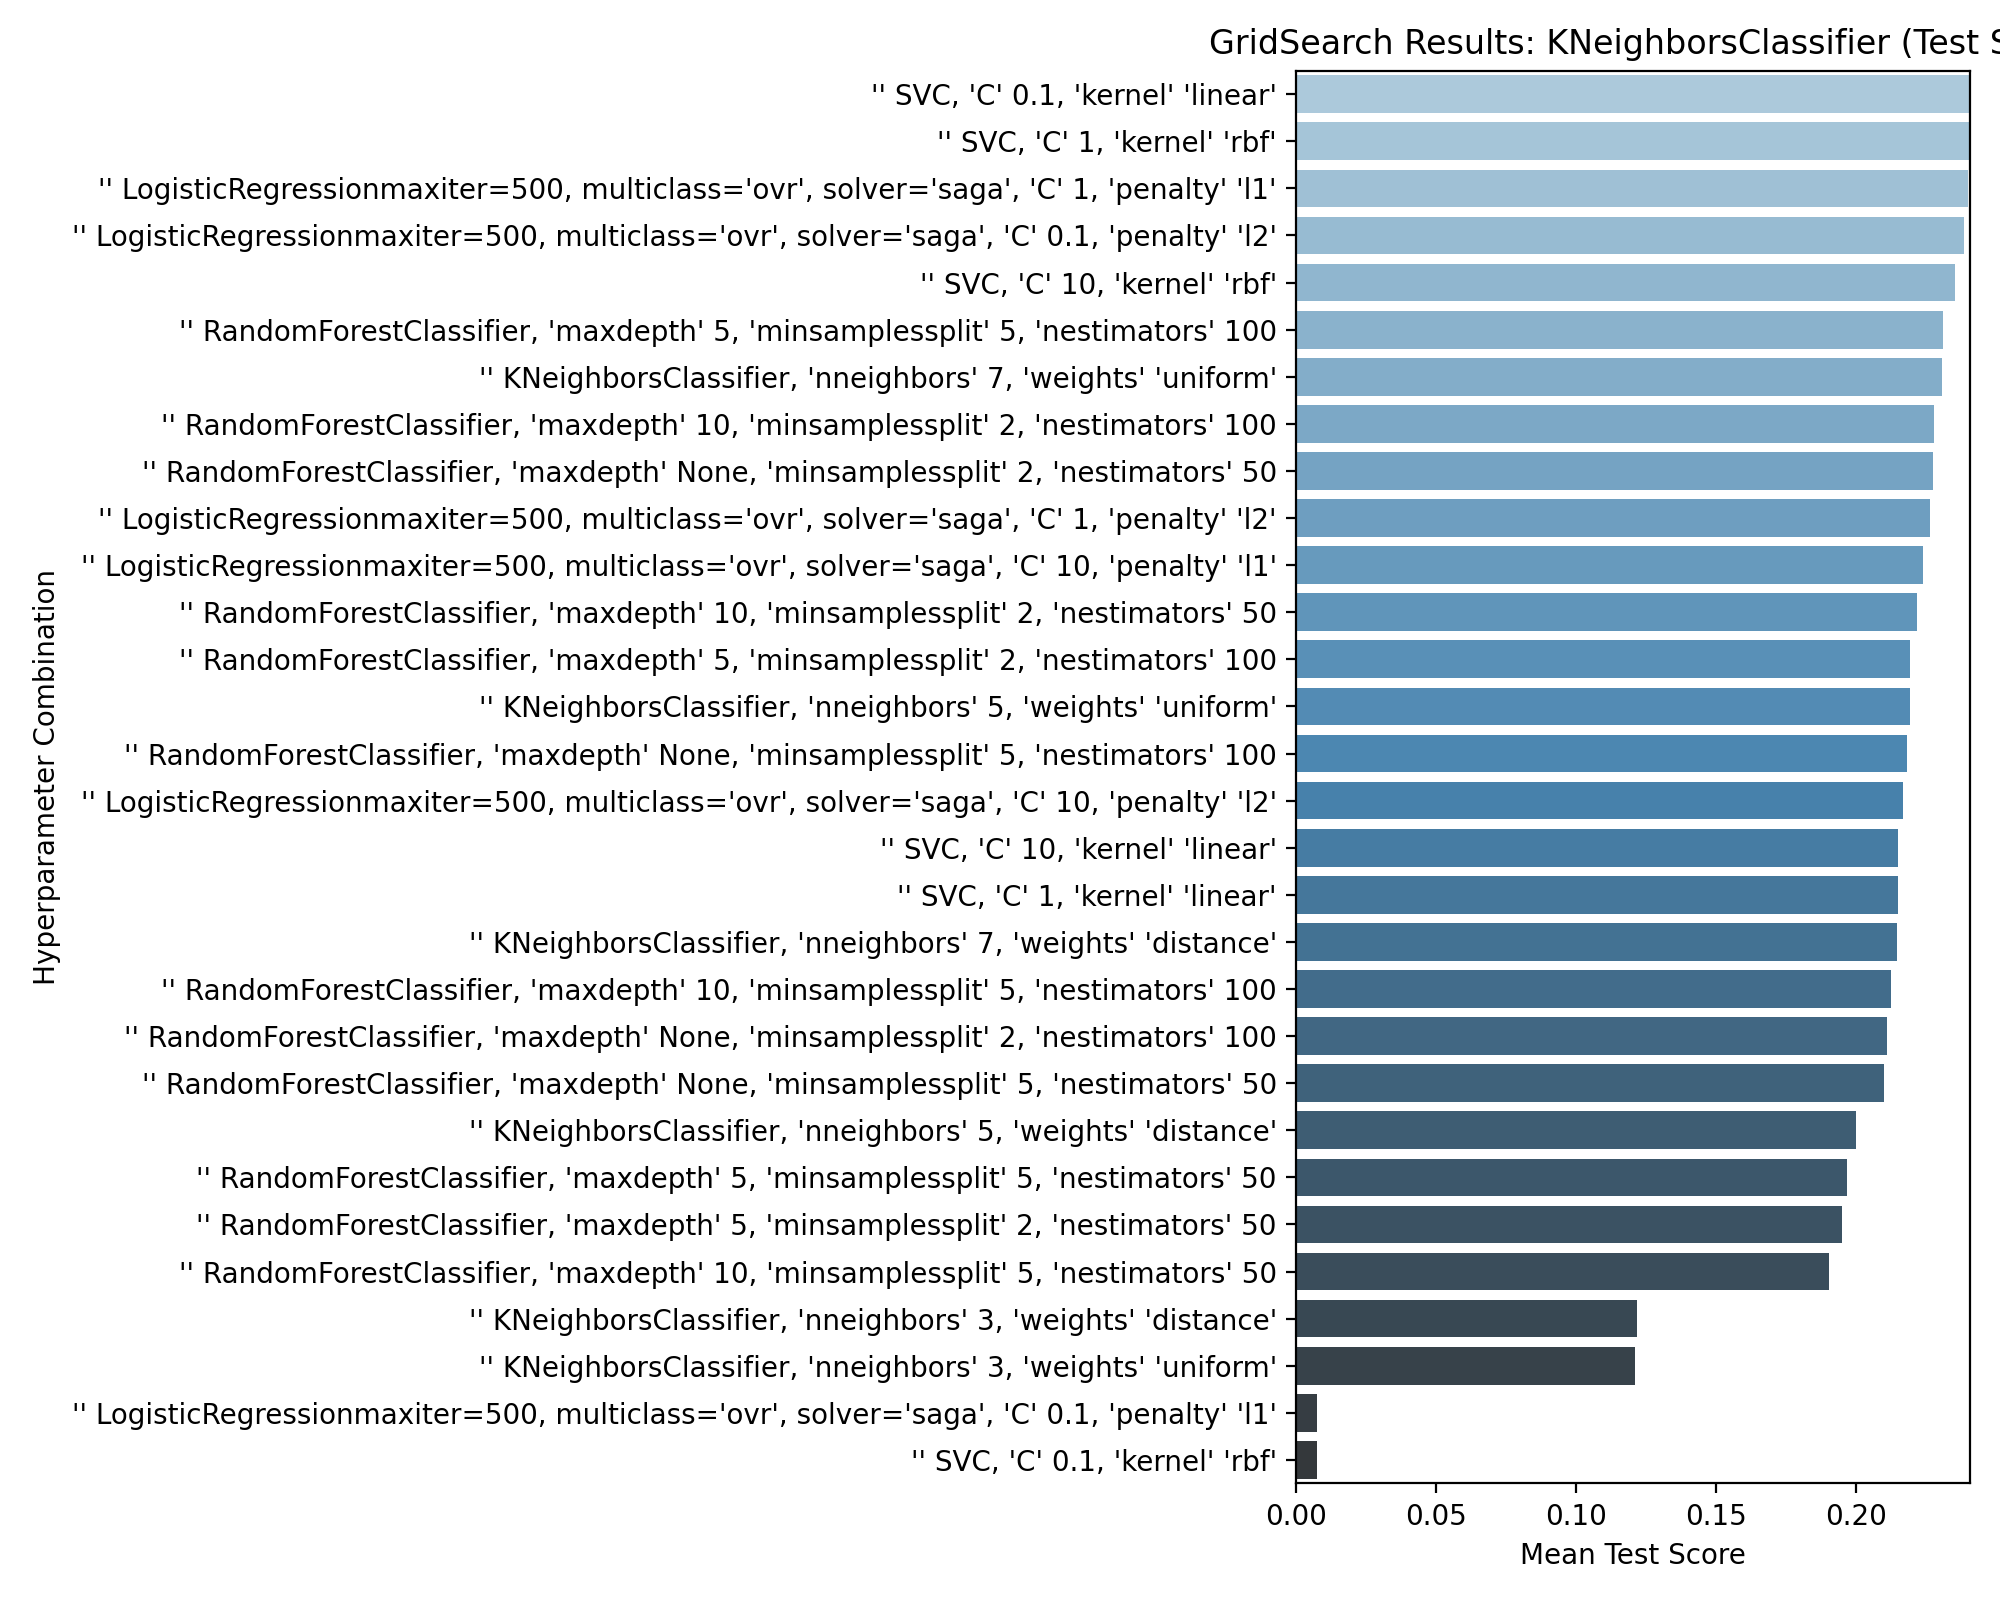 GridSearch Results: KNeighborsClassifier (Test S
'' SVC, 'C' 0.1, 'kernel' 'linear'
'' SVC, 'C' 1, 'kernel' 'rbf'
'' LogisticRegressionmaxiter=500, multiclass='ovr', solver='saga', 'C' 1, 'penalty' 'l1'
'' LogisticRegressionmaxiter=500, multiclass='ovr', solver='saga', 'C' 0.1, 'penalty' 'l2'
'' SVC, 'C' 10, 'kernel' 'rbf'
'' RandomForestClassifier, 'maxdepth' 5, 'minsamplessplit' 5, 'nestimators' 100
'' KNeighborsClassifier, 'nneighbors' 7, 'weights' 'uniform'
'' RandomForestClassifier, 'maxdepth' 10, 'minsamplessplit' 2, 'nestimators' 100
'' RandomForestClassifier, 'maxdepth' None, 'minsamplessplit' 2, 'nestimators' 50
'' LogisticRegressionmaxiter=500, multiclass='ovr', solver='saga', 'C' 1, 'penalty' 'l2'
'' LogisticRegressionmaxiter=500, multiclass='ovr', solver='saga', 'C' 10, 'penalty' 'l1'
'' RandomForestClassifier, 'maxdepth' 10, 'minsamplessplit' 2, 'nestimators' 50
'' RandomForestClassifier, 'maxdepth' 5, 'minsamplessplit' 2, 'nestimators' 100
'' KNeighborsClassifier, 'nneighbors' 5, 'weights' 'uniform'
'' RandomForestClassifier, 'maxdepth' None, 'minsamplessplit' 5, 'nestimators' 100
'' LogisticRegressionmaxiter=500, multiclass='ovr', solver='saga', 'C' 10, 'penalty' 'l2'
'' SVC, 'C' 10, 'kernel' 'linear'
'' SVC, 'C' 1, 'kernel' 'linear'
'' KNeighborsClassifier, 'nneighbors' 7, 'weights' 'distance'
'' RandomForestClassifier, 'maxdepth' 10, 'minsamplessplit' 5, 'nestimators' 100
'' RandomForestClassifier, 'maxdepth' None, 'minsamplessplit' 2, 'nestimators' 100
'' RandomForestClassifier, 'maxdepth' None, 'minsamplessplit' 5, 'nestimators' 50
'' KNeighborsClassifier, 'nneighbors' 5, 'weights' 'distance'
'' RandomForestClassifier, 'maxdepth' 5, 'minsamplessplit' 5, 'nestimators' 50
'' RandomForestClassifier, 'maxdepth' 5, 'minsamplessplit' 2, 'nestimators' 50
'' RandomForestClassifier, 'maxdepth' 10, 'minsamplessplit' 5, 'nestimators' 50
'' KNeighborsClassifier, 'nneighbors' 3, 'weights' 'distance'
'' KNeighborsClassifier, 'nneighbors' 3, 'weights' 'uniform'
'' LogisticRegressionmaxiter=500, multiclass='ovr', solver='saga', 'C' 0.1, 'penalty' 'l1'
'' SVC, 'C' 0.1, 'kernel' 'rbf'
Hyperparameter Combination
0.00 0.05 0.10 0.15 0.20
Mean Test Score